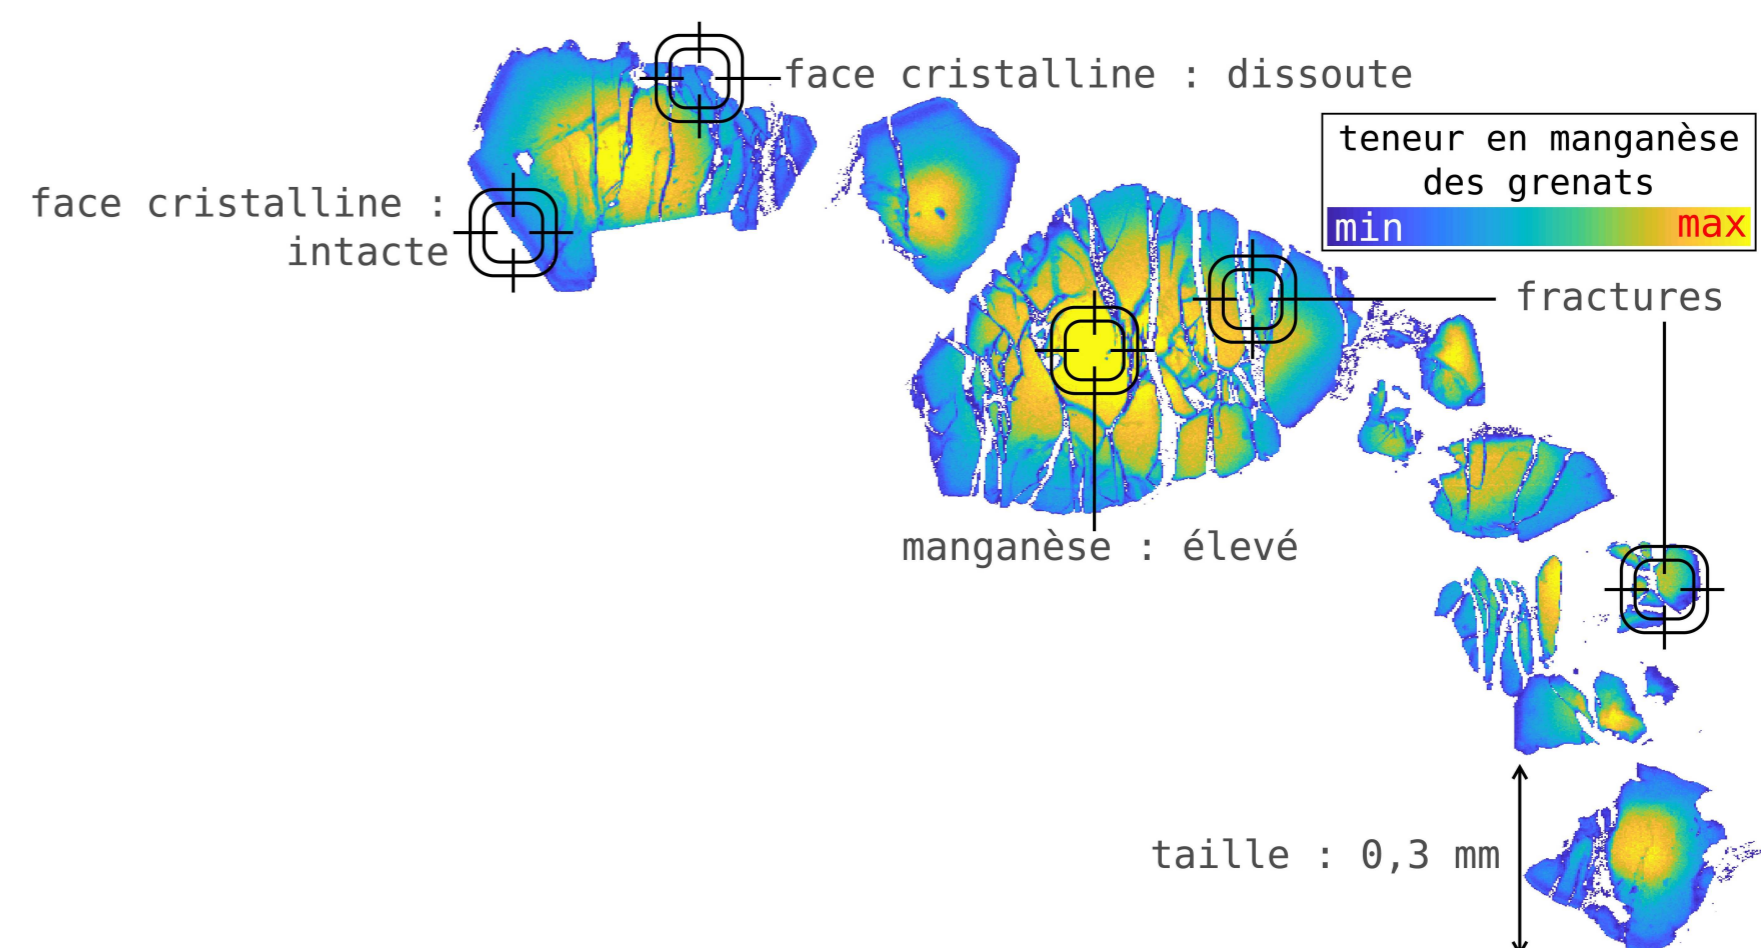 face cristalline : dissoute
teneur en manganèse
des grenats
min max
face cristalline :
intacte
fractures
manganèse : élevé
taille : 0,3 mm